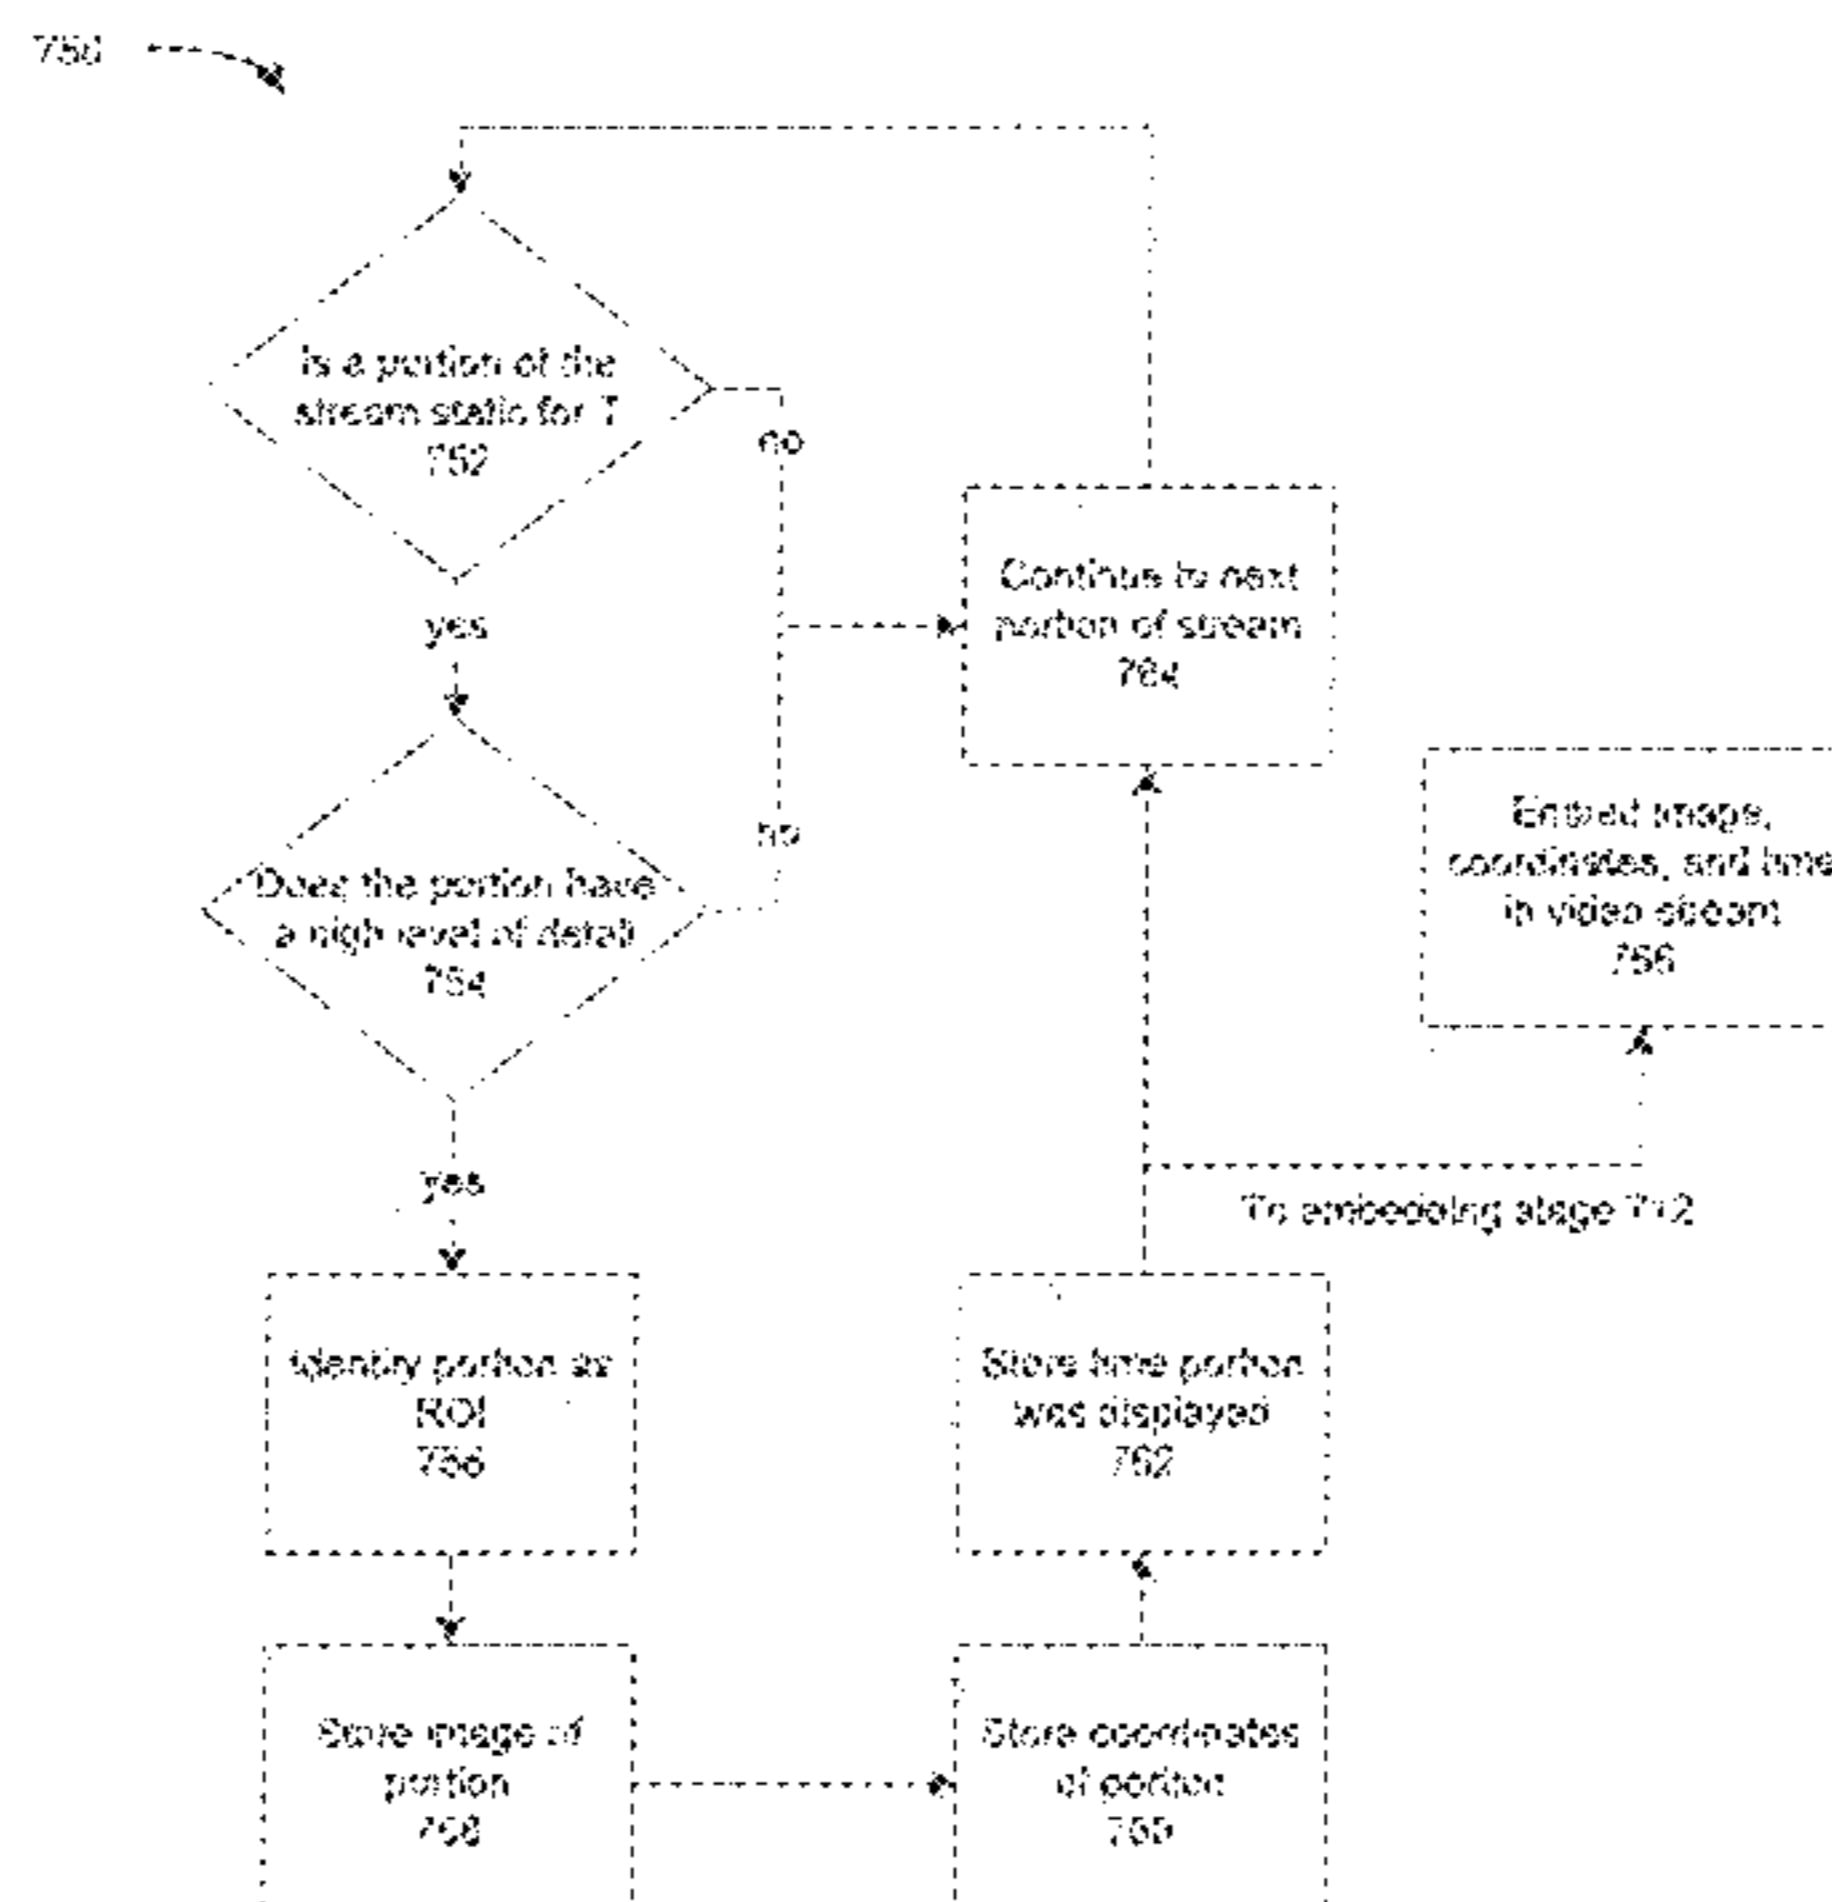 750
Is a portion of the
stream static for T
752
no
yes
Continue to next
portion of stream
764
Embed image,
coordinates, and time
in video stream
766
no
Does the portion have
a high level of detail
754
yes
To embedding stage 712
Identify portion as
ROI
756
Store time portion
was displayed
762
Store image of
portion
758
Store coordinates
of portion
760